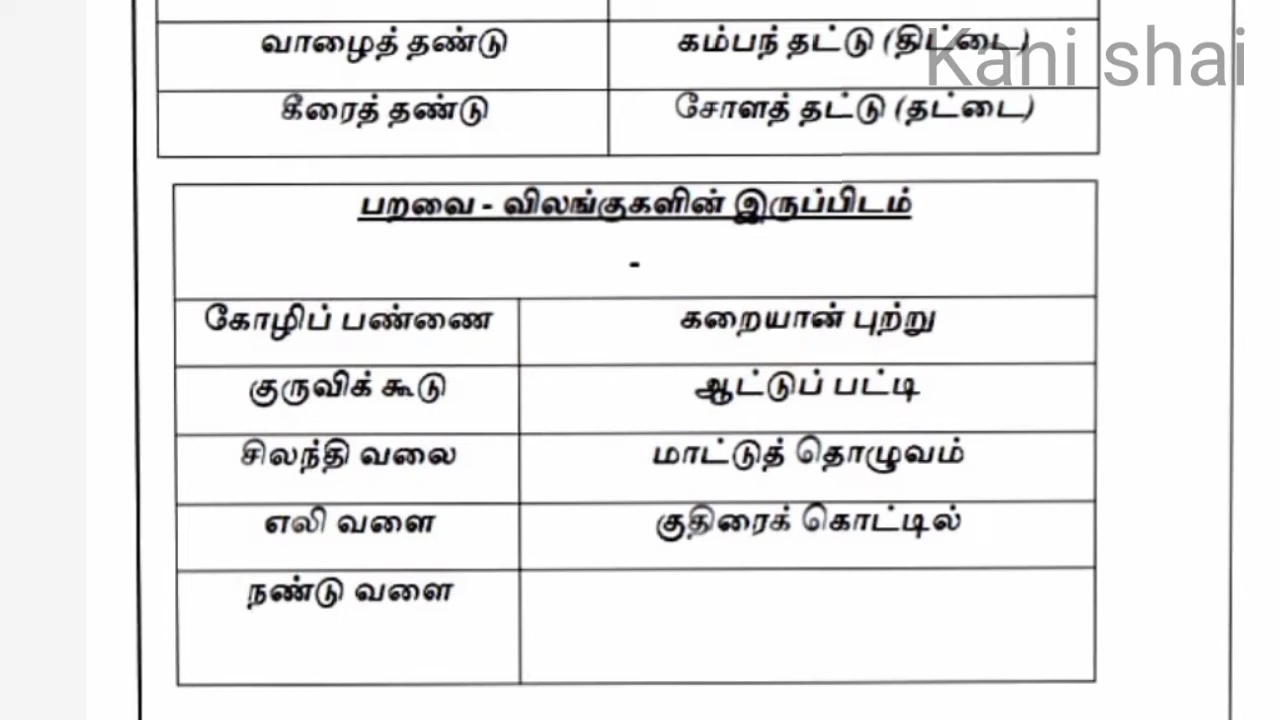 Kani shai
வாழைத் தண்டு கம்பந் தட்டு (திட்டை)
கீரைத் தண்டு சோளத் தட்டு (தட்டை)
பறவை - விலங்குகளின் இருப்பிடம்
-
கோழிப் பண்ணை கறையான் புற்று
குருவிக் கூடு ஆட்டுப் பட்டி
சிலந்தி வலை மாட்டுத் தொழுவம்
எலி வளை குதிரைக் கொட்டில்
நண்டு வளை